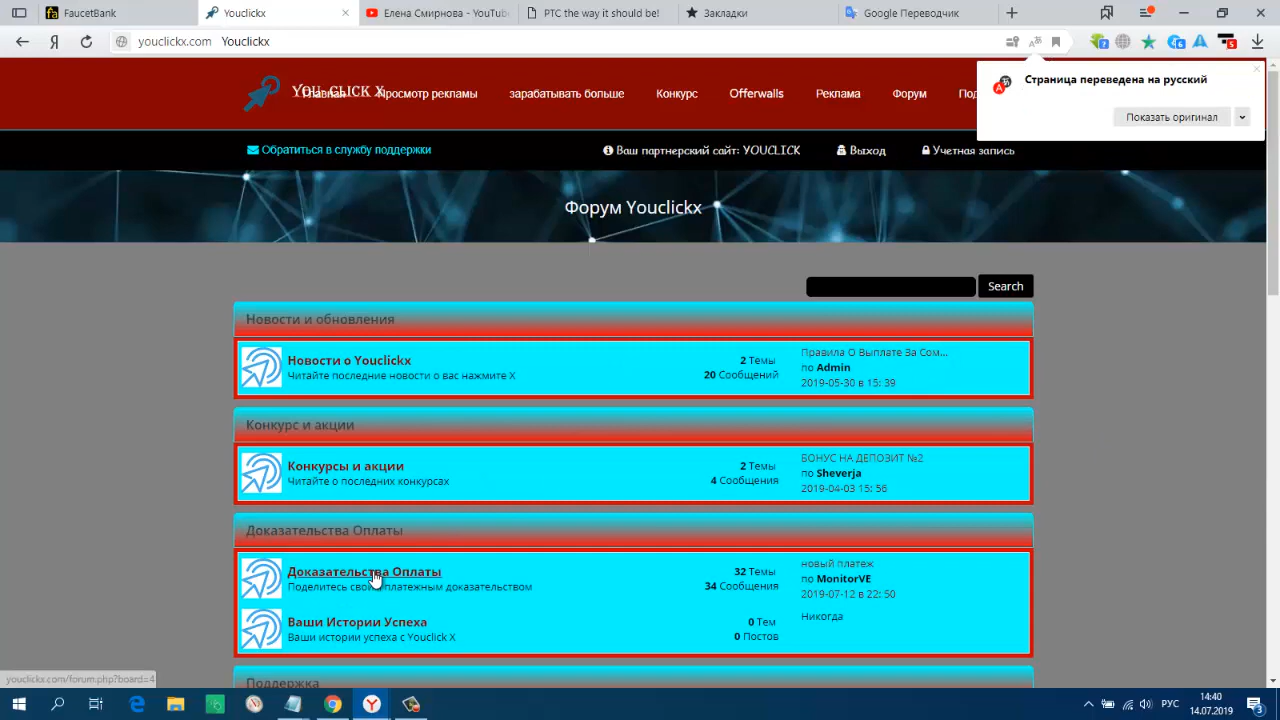 FaucetBank
Youclickx
Елена Смирнова - YouTub
PTC the way it should be!
Закладки
Google Переводчик
youclickx.com Youclickx
YOU CLICK X
Главная
Просмотр рекламы
зарабатывать больше
Конкурс
Offerwalls
Реклама
Форум
Под
Страница переведена на русский
Показать оригинал
Обратиться в службу поддержки
Ваш партнерский сайт: YOUCLICK
Выход
Учетная запись
Форум Youclickx
Search
Новости и обновления
Новости о Youclickx
Читайте последние новости о вас нажмите X
2 Темы
20 Сообщений
Правила О Выплате За Сом...
по Admin
2019-05-30 в 15: 39
Конкурс и акции
Конкурсы и акции
Читайте о последних конкурсах
2 Темы
4 Сообщения
БОНУС НА ДЕПОЗИТ №2
по Sheverja
2019-04-03 в 15: 56
Доказательства Оплаты
Доказательства Оплаты
Поделитесь своим платежным доказательством
32 Темы
34 Сообщения
новый платеж
по MonitorVE
2019-07-12 в 22: 50
Ваши Истории Успеха
Ваши истории успеха с Youclick X
0 Тем
0 Постов
Никогда
Поддержка
youclickx.com/forum.php?board=4
РУС
14:40
14.07.2019